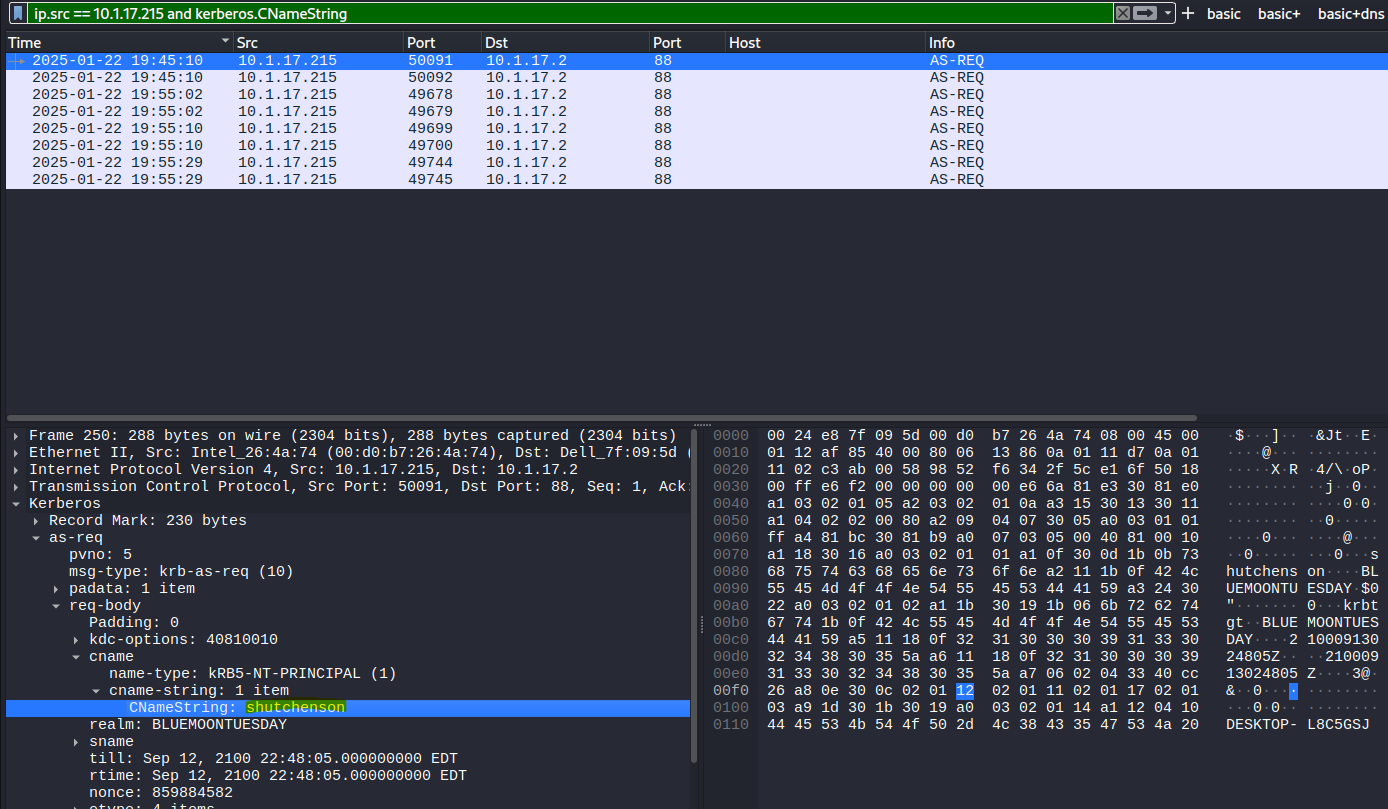 ip.src == 10.1.17.215 and kerberos.CNameString basic basic+ basic+dns
Time Src Port Dst Port Host Info
2025-01-22 19:45:10 10.1.17.215 50091 10.1.17.2 88 AS-REQ
2025-01-22 19:45:10 10.1.17.215 50092 10.1.17.2 88 AS-REQ
2025-01-22 19:55:02 10.1.17.215 49678 10.1.17.2 88 AS-REQ
2025-01-22 19:55:02 10.1.17.215 49679 10.1.17.2 88 AS-REQ
2025-01-22 19:55:10 10.1.17.215 49699 10.1.17.2 88 AS-REQ
2025-01-22 19:55:10 10.1.17.215 49700 10.1.17.2 88 AS-REQ
2025-01-22 19:55:29 10.1.17.215 49744 10.1.17.2 88 AS-REQ
2025-01-22 19:55:29 10.1.17.215 49745 10.1.17.2 88 AS-REQ
Frame 250: 288 bytes on wire (2304 bits), 288 bytes captured (2304 bits)
Ethernet II, Src: Intel_26:4a:74 (00:d0:b7:26:4a:74), Dst: Dell_7f:09:5d (
Internet Protocol Version 4, Src: 10.1.17.215, Dst: 10.1.17.2
Transmission Control Protocol, Src Port: 50091, Dst Port: 88, Seq: 1, Ack:
Kerberos
Record Mark: 230 bytes
as-req
pvno: 5
msg-type: krb-as-req (10)
padata: 1 item
req-body
Padding: 0
kdc-options: 40810010
cname
name-type: kRB5-NT-PRINCIPAL (1)
cname-string: 1 item
CNameString: shutchenson
realm: BLUEMOONTUESDAY
sname
till: Sep 12, 2100 22:48:05.000000000 EDT
rtime: Sep 12, 2100 22:48:05.000000000 EDT
nonce: 859884582
etype: 4 items
0000 00 24 e8 7f 09 5d 00 d0 b7 26 4a 74 08 00 45 00 ·$···]·· ·&Jt··E·
0010 01 12 af 85 40 00 80 06 13 86 0a 01 11 d7 0a 01 ····@··· ········
0020 11 02 c3 ab 00 58 98 52 f6 34 2f 5c e1 6f 50 18 ·····X·R ·4/\·oP·
0030 00 ff e6 f2 00 00 00 00 00 e6 6a 81 e3 30 81 e0 ········ ··j··0··
0040 a1 03 02 01 05 a2 03 02 01 0a a3 15 30 13 30 11 ········ ····0·0·
0050 a1 04 02 02 00 80 a2 09 04 07 30 05 a0 03 01 01 ········ ··0·····
0060 ff a4 81 bc 30 81 b9 a0 07 03 05 00 40 81 00 10 ····0··· ····@···
0070 a1 18 30 16 a0 03 02 01 01 a1 0f 30 0d 1b 0b 73 ··0····· ···0···s
0080 68 75 74 63 68 65 6e 73 6f 6e a2 11 1b 0f 42 4c hutchens on····BL
0090 55 45 4d 4f 4f 4e 54 55 45 53 44 41 59 a3 24 30 UEMOONTU ESDAY·$0
00a0 22 a0 03 02 01 02 a1 1b 30 19 1b 06 6b 72 62 74 "······· 0···krbt
00b0 67 74 1b 0f 42 4c 55 45 4d 4f 4f 4e 54 55 45 53 gt··BLUE MOONTUES
00c0 44 41 59 a5 11 18 0f 32 31 30 30 30 39 31 33 30 DAY····2 10009130
00d0 32 34 38 30 35 5a a6 11 18 0f 32 31 30 30 30 39 24805Z·· ··210009
00e0 31 33 30 32 34 38 30 35 5a a7 06 02 04 33 40 cc 13024805 Z····3@·
00f0 26 a8 0e 30 0c 02 01 12 02 01 11 02 01 17 02 01 &··0···· ········
0100 03 a9 1d 30 1b 30 19 a0 03 02 01 14 a1 12 04 10 ···0·0·· ········
0110 44 45 53 4b 54 4f 50 2d 4c 38 43 35 47 53 4a 20 DESKTOP- L8C5GSJ